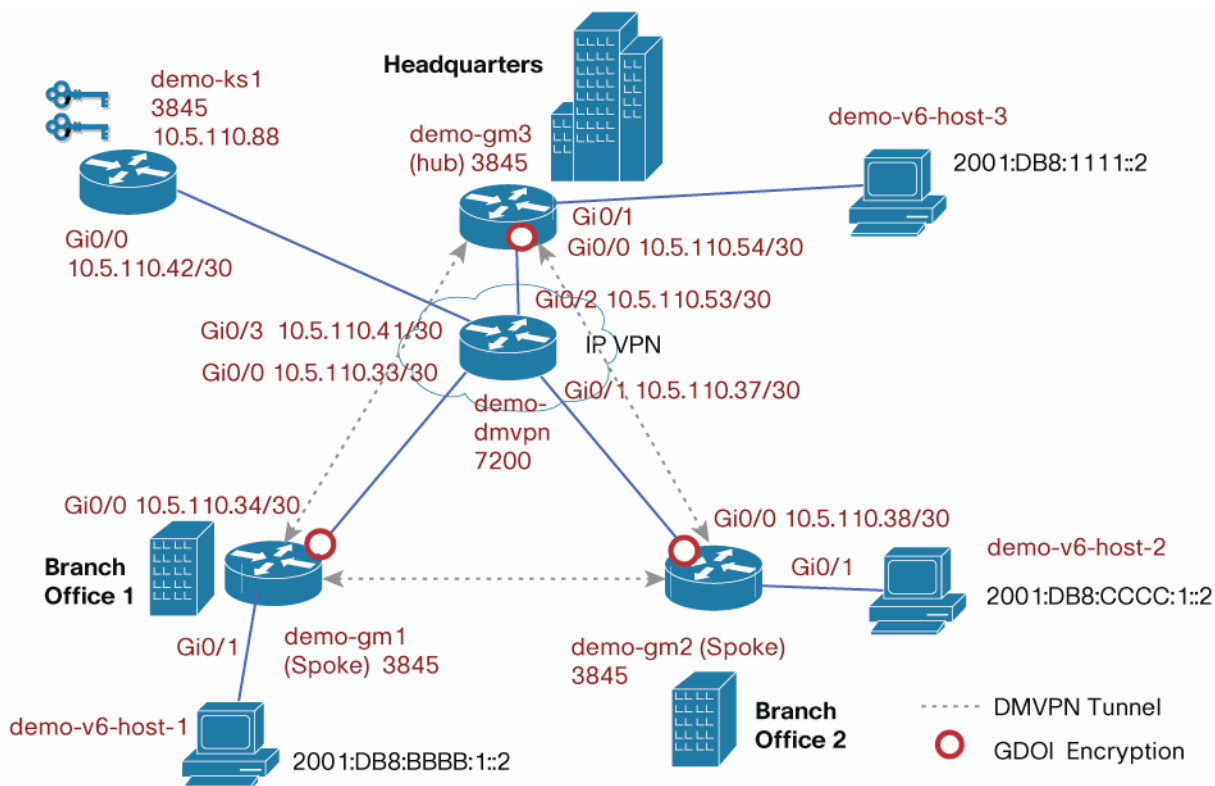 Headquarters
demo-ks1
3845
10.5.110.88
demo-gm3
(hub) 3845
demo-v6-host-3
2001:DB8:1111::2
Gi0/1
Gi0/0 10.5.110.54/30
Gi0/0
10.5.110.42/30
Gi0/2 10.5.110.53/30
Gi0/3 10.5.110.41/30
IP VPN
Gi0/0 10.5.110.33/30
Gi0/1 10.5.110.37/30
demo-
dmvpn
7200
Gi0/0 10.5.110.34/30
Gi0/0 10.5.110.38/30
Branch
Office 1
demo-v6-host-2
Gi0/1
2001:DB8:CCCC:1::2
Gi0/1
demo-gm1
(Spoke) 3845
demo-gm2 (Spoke)
3845
demo-v6-host-1
2001:DB8:BBBB:1::2
Branch
Office 2
DMVPN Tunnel
GDOI Encryption